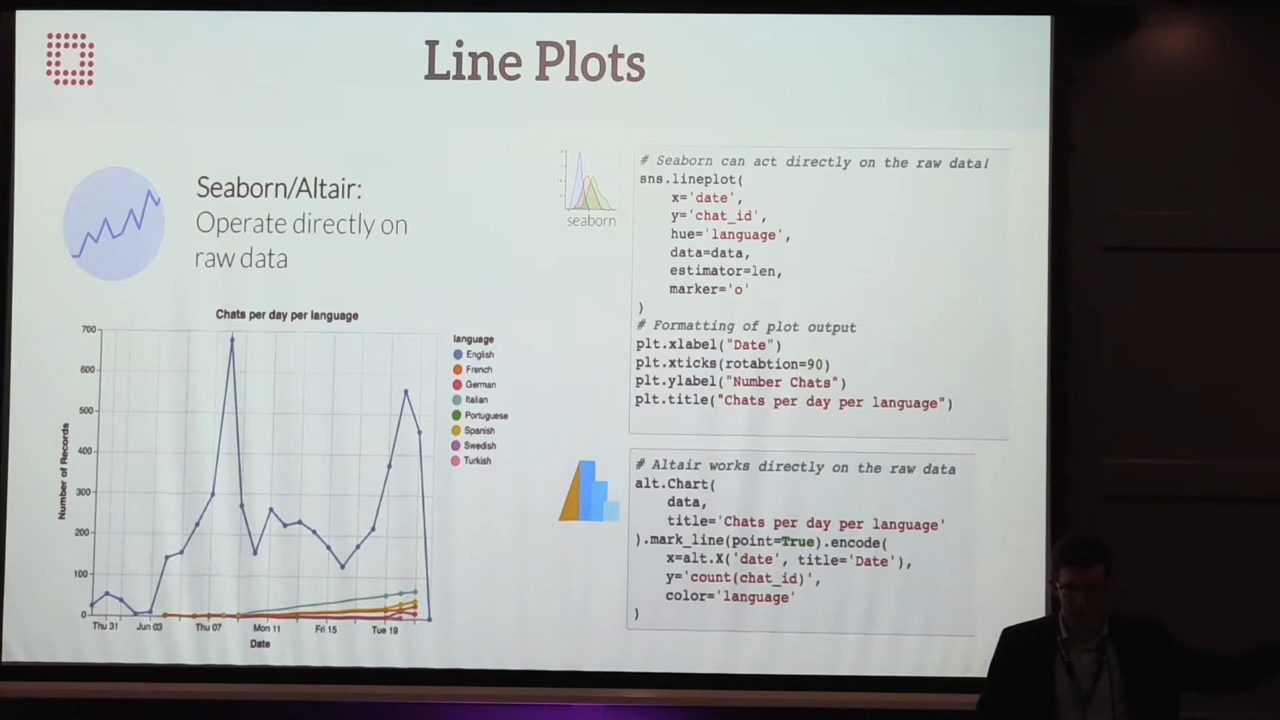 Line Plots
Seaborn/Altair:
Operate directly on
raw data
seaborn
# Seaborn can act directly on the raw data!
sns.lineplot(
x='date',
y='chat_id',
hue='language',
data=data,
estimator=len,
marker='o'
)
# Formatting of plot output
plt.xlabel("Date")
plt.xticks(rotabtion=90)
plt.ylabel("Number Chats")
plt.title("Chats per day per language")
Chats per day per language
700
600
500
400
300
200
100
0
Number of Records
Thu 31 Jun 03 Thu 07 Mon 11 Fri 15 Tue 19
Date
language
English
French
German
Italian
Portuguese
Spanish
Swedish
Turkish
# Altair works directly on the raw data
alt.Chart(
data,
title='Chats per day per language'
).mark_line(point=True).encode(
x=alt.X('date', title='Date'),
y='count(chat_id)',
color='language'
)